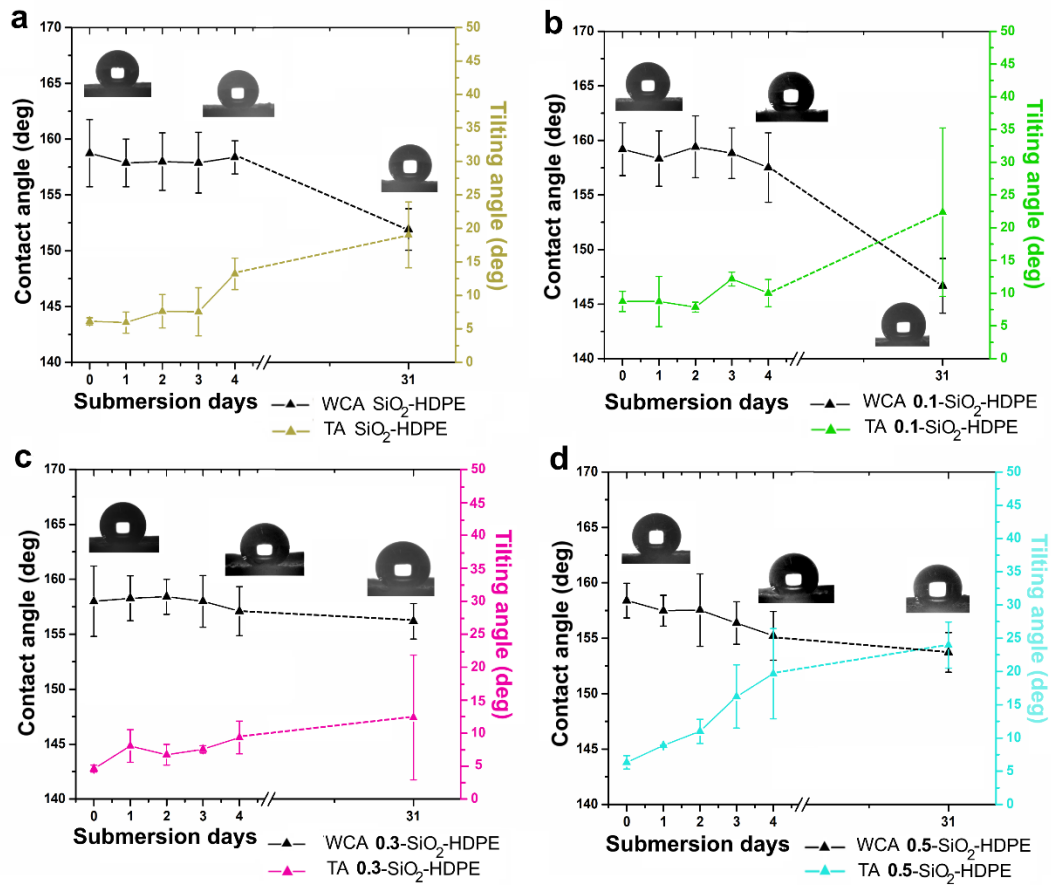 a
170
165
160
155
150
145
140
Contact angle (deg)
50
45
40
35
30
25
20
15
10
5
0
Tilting angle (deg)
0 1 2 3 4 31
Submersion days
WCA SiO2-HDPE
TA SiO2-HDPE
b
170
165
160
155
150
145
140
Contact angle (deg)
50
45
40
35
30
25
20
15
10
5
0
Tilting angle (deg)
0 1 2 3 4 31
Submersion days
WCA 0.1-SiO2-HDPE
TA 0.1-SiO2-HDPE
c
170
165
160
155
150
145
140
Contact angle (deg)
50
45
40
35
30
25
20
15
10
5
0
Tilting angle (deg)
0 1 2 3 4 31
Submersion days
WCA 0.3-SiO2-HDPE
TA 0.3-SiO2-HDPE
d
170
165
160
155
150
145
140
Contact angle (deg)
50
45
40
35
30
25
20
15
10
5
0
Tilting angle (deg)
0 1 2 3 4 31
Submersion days
WCA 0.5-SiO2-HDPE
TA 0.5-SiO2-HDPE